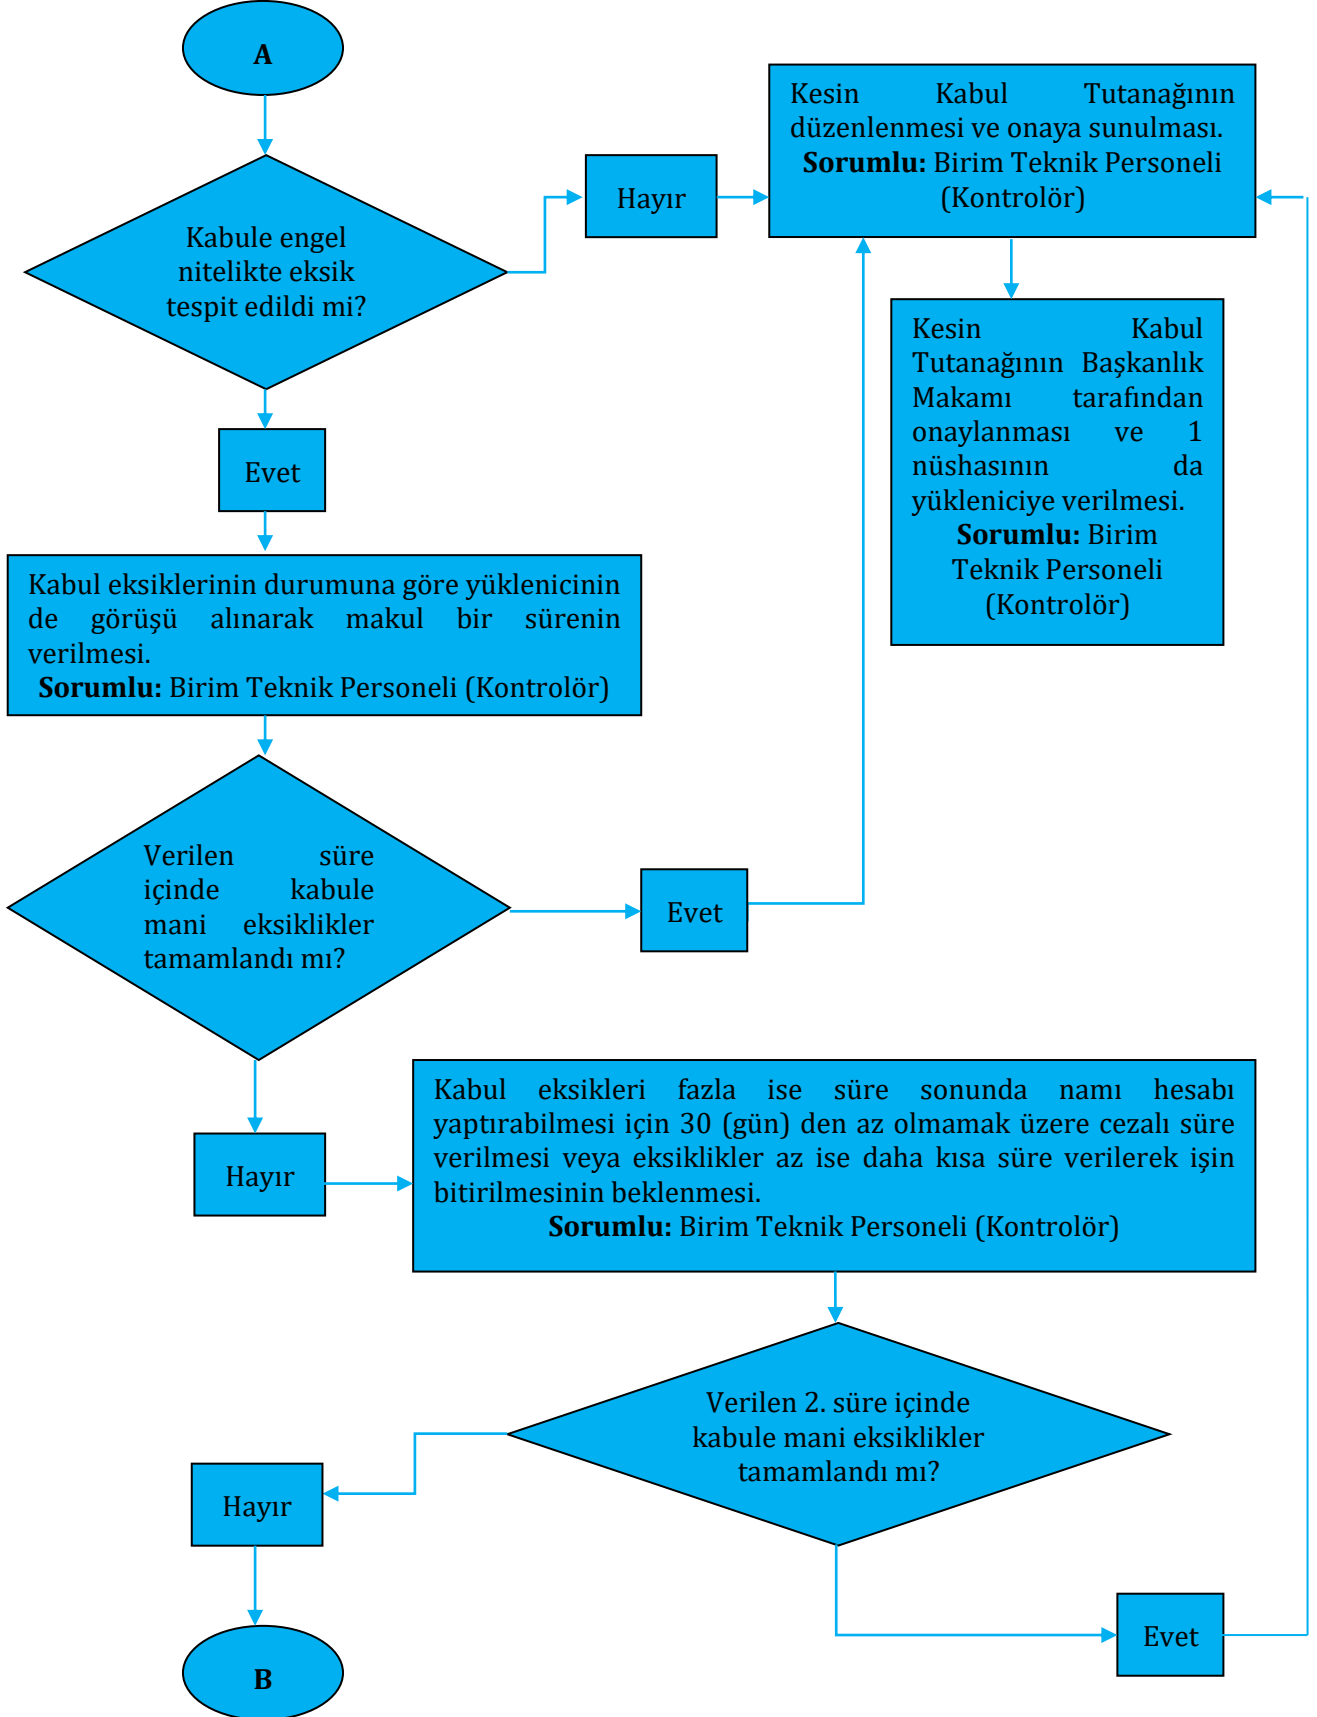 A
Kabule engel
nitelikte eksik
tespit edildi mi?
Hayır
Kesin Kabul Tutanağının
düzenlenmesi ve onaya sunulması.
Sorumlu: Birim Teknik Personeli
(Kontrolör)
Kesin Kabul
Tutanağının Başkanlık
Makamı tarafından
onaylanması ve 1
nüshasının da
yükleniciye verilmesi.
Sorumlu: Birim
Teknik Personeli
(Kontrolör)
Evet
Kabul eksiklerinin durumuna göre yüklenicinin
de görüşü alınarak makul bir sürenin
verilmesi.
Sorumlu: Birim Teknik Personeli (Kontrolör)
Verilen süre
içinde kabule
mani eksiklikler
tamamlandı mı?
Evet
Hayır
Kabul eksikleri fazla ise süre sonunda namı hesabı
yaptırabilmesi için 30 (gün) den az olmamak üzere cezalı süre
verilmesi veya eksiklikler az ise daha kısa süre verilerek işin
bitirilmesinin beklenmesi.
Sorumlu: Birim Teknik Personeli (Kontrolör)
Verilen 2. süre içinde
kabule mani eksiklikler
tamamlandı mı?
Hayır
Evet
B